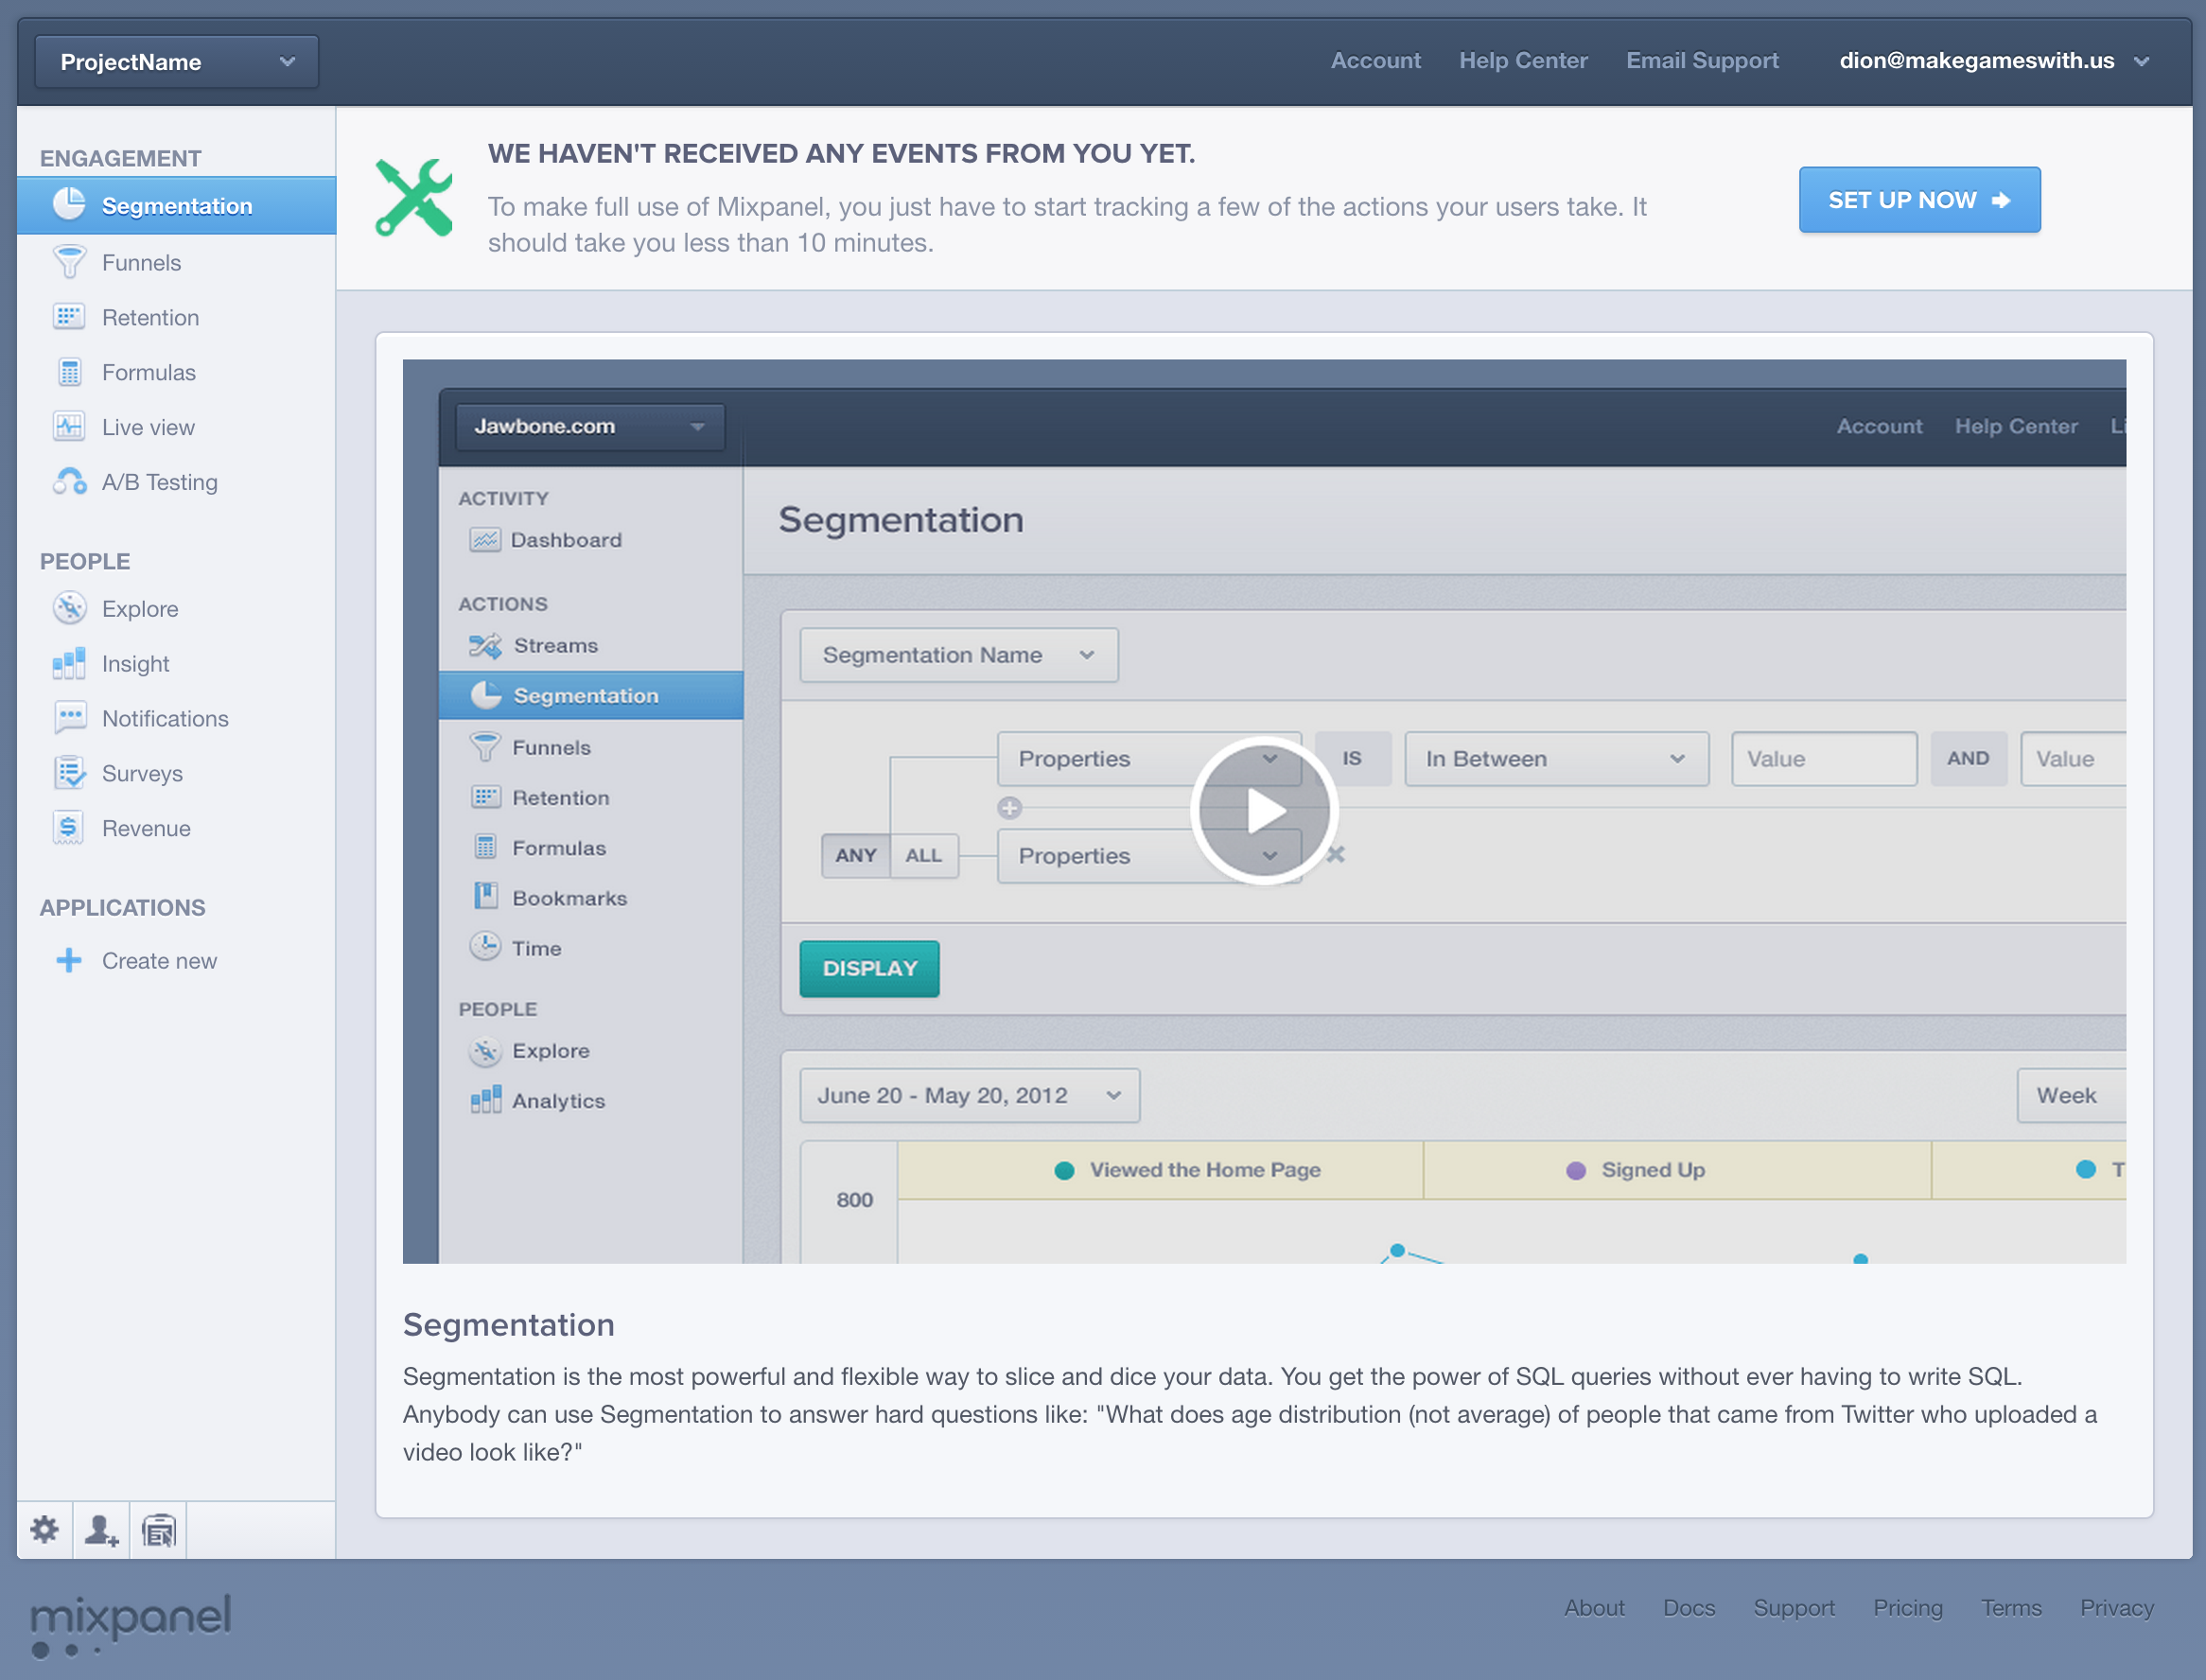 ProjectName
Account
Help Center
Email Support
dion@makegameswith.us
ENGAGEMENT
Segmentation
Funnels
Retention
Formulas
Live view
A/B Testing
PEOPLE
Explore
Insight
Notifications
Surveys
Revenue
APPLICATIONS
Create new
WE HAVEN'T RECEIVED ANY EVENTS FROM YOU YET.
To make full use of Mixpanel, you just have to start tracking a few of the actions your users take. It
should take you less than 10 minutes.
SET UP NOW
Jawbone.com
Account
Help Center
Li
ACTIVITY
Dashboard
ACTIONS
Streams
Segmentation
Funnels
Retention
Formulas
Bookmarks
Time
PEOPLE
Explore
Analytics
Segmentation
Segmentation Name
Properties
IS
In Between
Value
AND
Value
ANY
ALL
Properties
DISPLAY
June 20 - May 20, 2012
Week
Viewed the Home Page
Signed Up
T
800
Segmentation
Segmentation is the most powerful and flexible way to slice and dice your data. You get the power of SQL queries without ever having to write SQL.
Anybody can use Segmentation to answer hard questions like: "What does age distribution (not average) of people that came from Twitter who uploaded a
video look like?"
mixpanel
About
Docs
Support
Pricing
Terms
Privacy